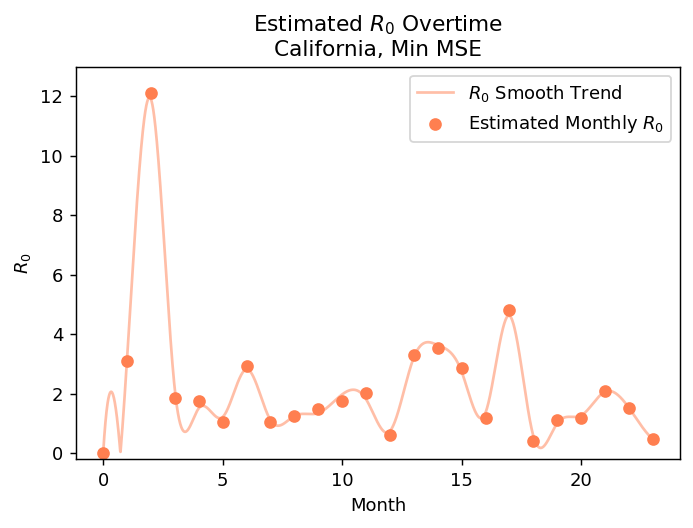 Estimated R₀ Overtime
California, Min MSE
R₀ Smooth Trend
Estimated Monthly R₀
R₀
12
10
8
6
4
2
0
0 5 10 15 20
Month